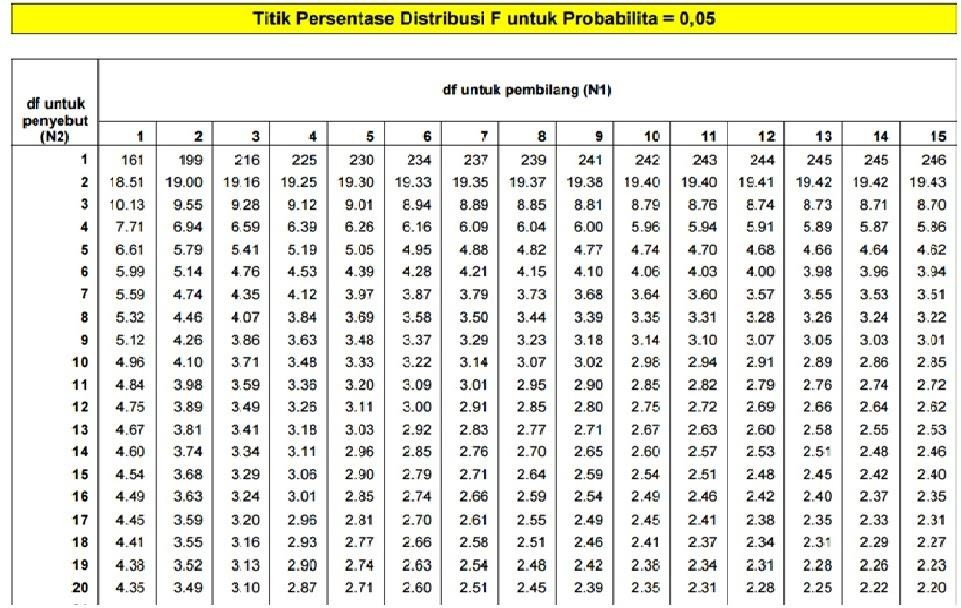 Titik Persentase Distribusi F untuk Probabilita = 0,05
df untuk pembilang (N1)
df untuk
penyebut
(N2)
1 2 3 4 5 6 7 8 9 10 11 12 13 14 15
1 161 199 216 225 230 234 237 239 241 242 243 244 245 245 246
2 18.51 19.00 19.16 19.25 19.30 19.33 19.35 19.37 19.38 19.40 19.40 19.41 19.42 19.42 19.43
3 10.13 9.55 9.28 9.12 9.01 8.94 8.89 8.85 8.81 8.79 8.76 8.74 8.73 8.71 8.70
4 7.71 6.94 6.59 6.39 6.26 6.16 6.09 6.04 6.00 5.96 5.94 5.91 5.89 5.87 5.86
5 6.61 5.79 5.41 5.19 5.05 4.95 4.88 4.82 4.77 4.74 4.70 4.68 4.66 4.64 4.62
6 5.99 5.14 4.76 4.53 4.39 4.28 4.21 4.15 4.10 4.06 4.03 4.00 3.98 3.96 3.94
7 5.59 4.74 4.35 4.12 3.97 3.87 3.79 3.73 3.68 3.64 3.60 3.57 3.55 3.53 3.51
8 5.32 4.46 4.07 3.84 3.69 3.58 3.50 3.44 3.39 3.35 3.31 3.28 3.26 3.24 3.22
9 5.12 4.26 3.86 3.63 3.48 3.37 3.29 3.23 3.18 3.14 3.10 3.07 3.05 3.03 3.01
10 4.96 4.10 3.71 3.48 3.33 3.22 3.14 3.07 3.02 2.98 2.94 2.91 2.89 2.86 2.85
11 4.84 3.98 3.59 3.36 3.20 3.09 3.01 2.95 2.90 2.85 2.82 2.79 2.76 2.74 2.72
12 4.75 3.89 3.49 3.26 3.11 3.00 2.91 2.85 2.80 2.75 2.72 2.69 2.66 2.64 2.62
13 4.67 3.81 3.41 3.18 3.03 2.92 2.83 2.77 2.71 2.67 2.63 2.60 2.58 2.55 2.53
14 4.60 3.74 3.34 3.11 2.96 2.85 2.76 2.70 2.65 2.60 2.57 2.53 2.51 2.48 2.46
15 4.54 3.68 3.29 3.06 2.90 2.79 2.71 2.64 2.59 2.54 2.51 2.48 2.45 2.42 2.40
16 4.49 3.63 3.24 3.01 2.85 2.74 2.66 2.59 2.54 2.49 2.46 2.42 2.40 2.37 2.35
17 4.45 3.59 3.20 2.96 2.81 2.70 2.61 2.55 2.49 2.45 2.41 2.38 2.35 2.33 2.31
18 4.41 3.55 3.16 2.93 2.77 2.66 2.58 2.51 2.46 2.41 2.37 2.34 2.31 2.29 2.27
19 4.38 3.52 3.13 2.90 2.74 2.63 2.54 2.48 2.42 2.38 2.34 2.31 2.28 2.26 2.23
20 4.35 3.49 3.10 2.87 2.71 2.60 2.51 2.45 2.39 2.35 2.31 2.28 2.25 2.22 2.20